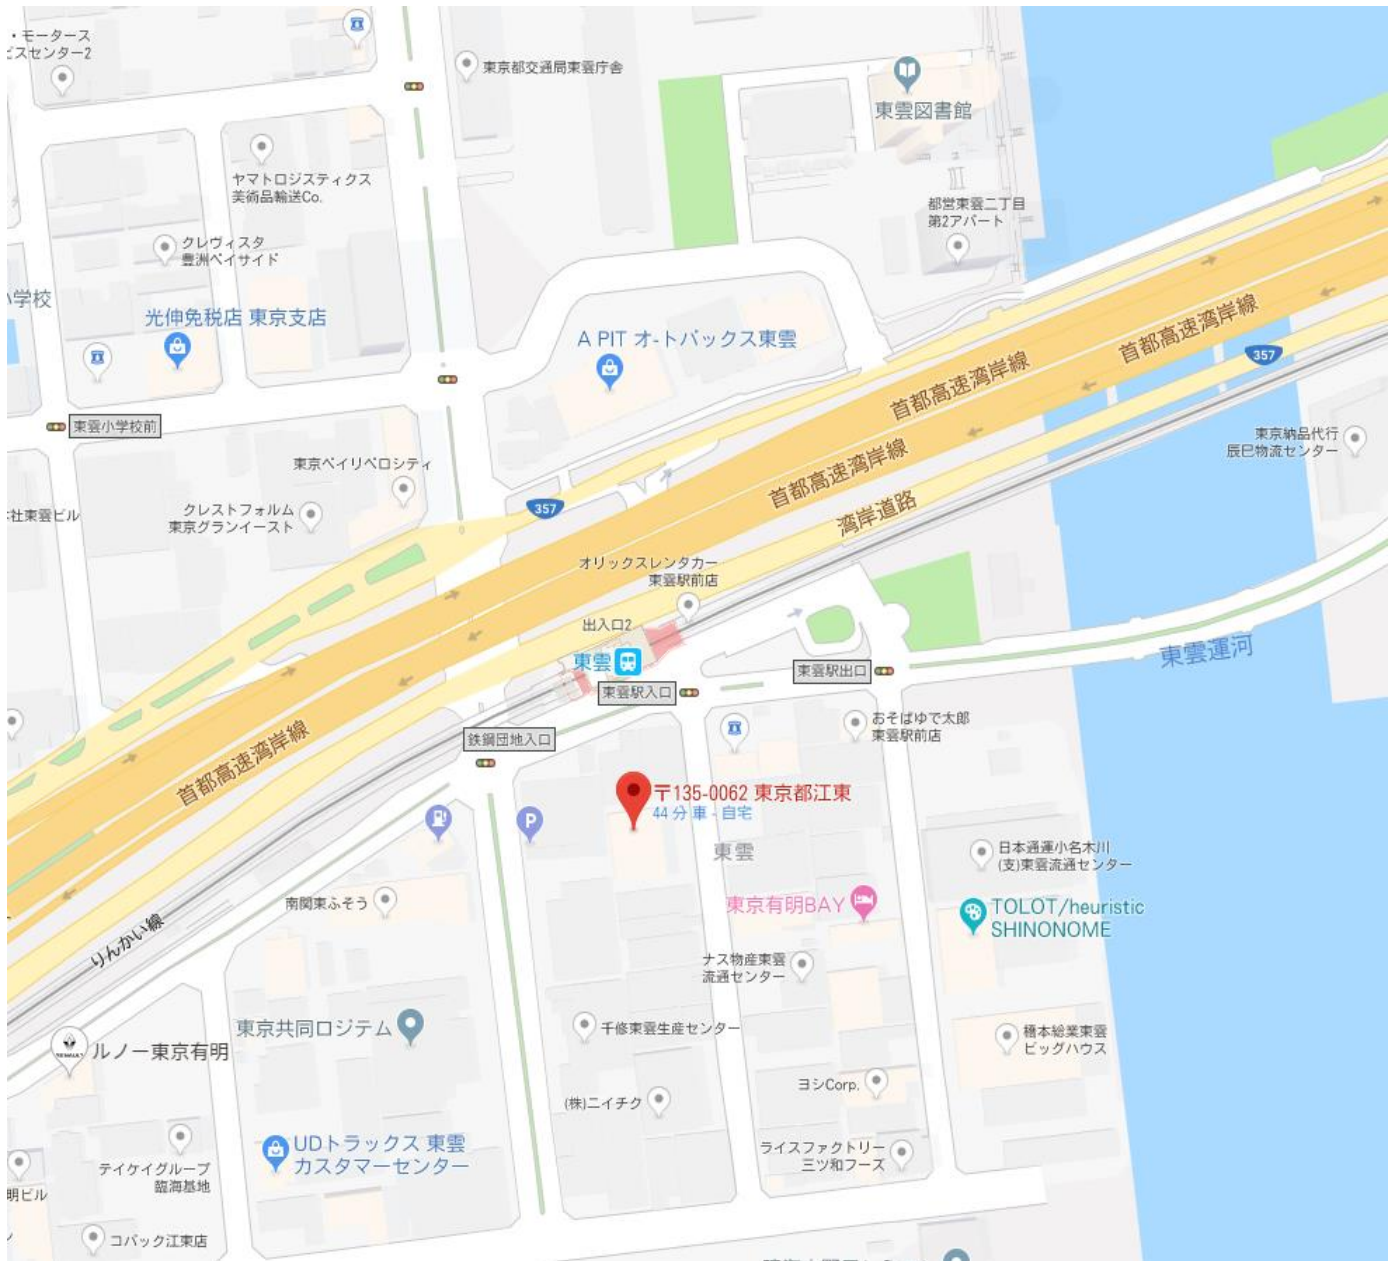 ・モータース
ビスセンター2
東京都交通局東雲庁舎
東雲図書館
ヤマトロジスティクス
美術品輸送Co.
都営東雲二丁目
第2アパート
クレヴィスタ
豊洲ベイサイド
小学校
光伸免税店 東京支店
A PIT オートバックス東雲
首都高速湾岸線
首都高速湾岸線
357
東雲小学校前
東京ベイリベロシティ
首都高速湾岸線
東京納品代行
辰巳物流センター
クレストフォルム
東京グランイースト
社東雲ビル
357
湾岸道路
オリックスレンタカー
東雲駅前店
出入口2
東雲
東雲運河
東雲駅出口
東雲駅入口
おそばゆで太郎
東雲駅前店
鉄鋼団地入口
首都高速湾岸線
〒135-0062 東京都江東
44 分 車 - 自宅
P
東雲
日本通運小名木川
(支)東雲流通センター
南関東ふそう
東京有明BAY
TOLOT/heuristic
SHINONOME
りんかい線
ナス物産東雲
流通センター
東京共同ロジテム
千修東雲生産センター
橋本総業東雲
ビッグハウス
ルノー東京有明
ヨシCorp.
(株)ニイチク
UDトラックス 東雲
カスタマーセンター
ライスファクトリー
三ツ和フーズ
テイケイグループ
臨海基地
明ビル
コバック江東店